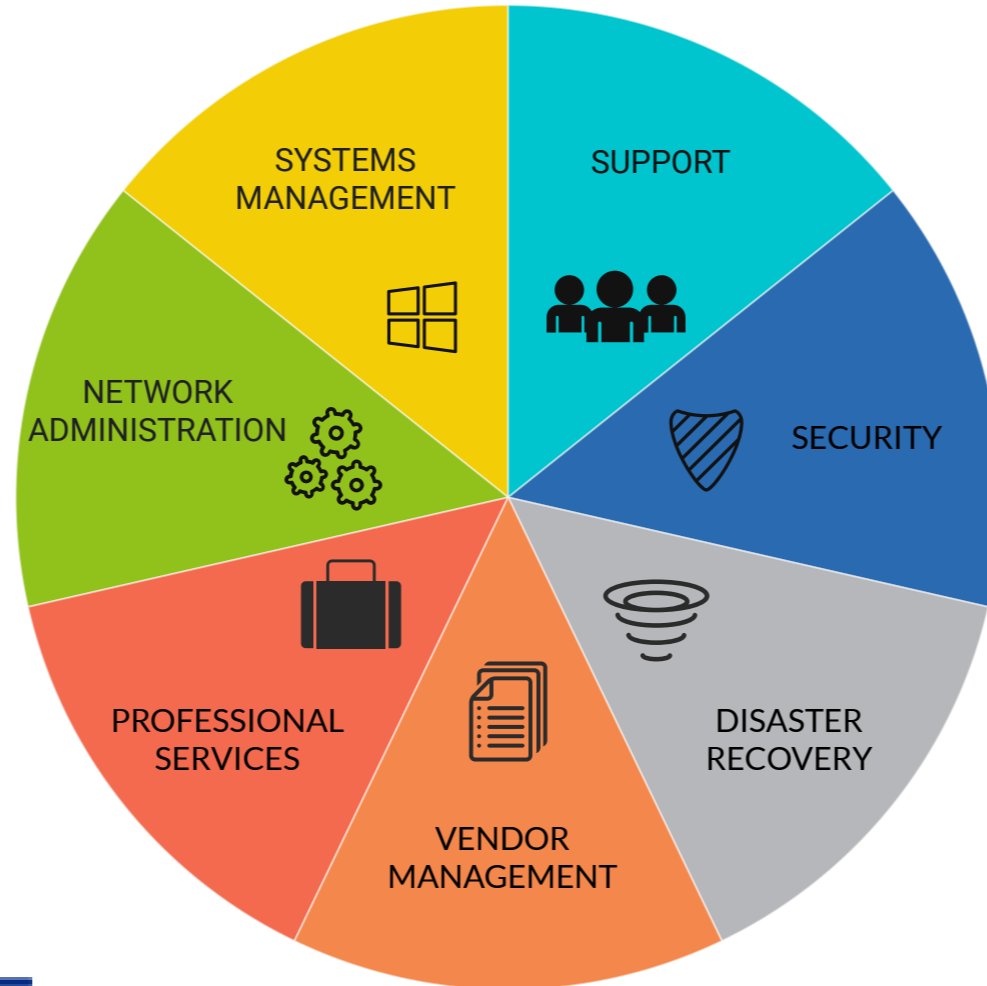 SYSTEMS
MANAGEMENT
SUPPORT
NETWORK
ADMINISTRATION
SECURITY
PROFESSIONAL
SERVICES
DISASTER
RECOVERY
VENDOR
MANAGEMENT